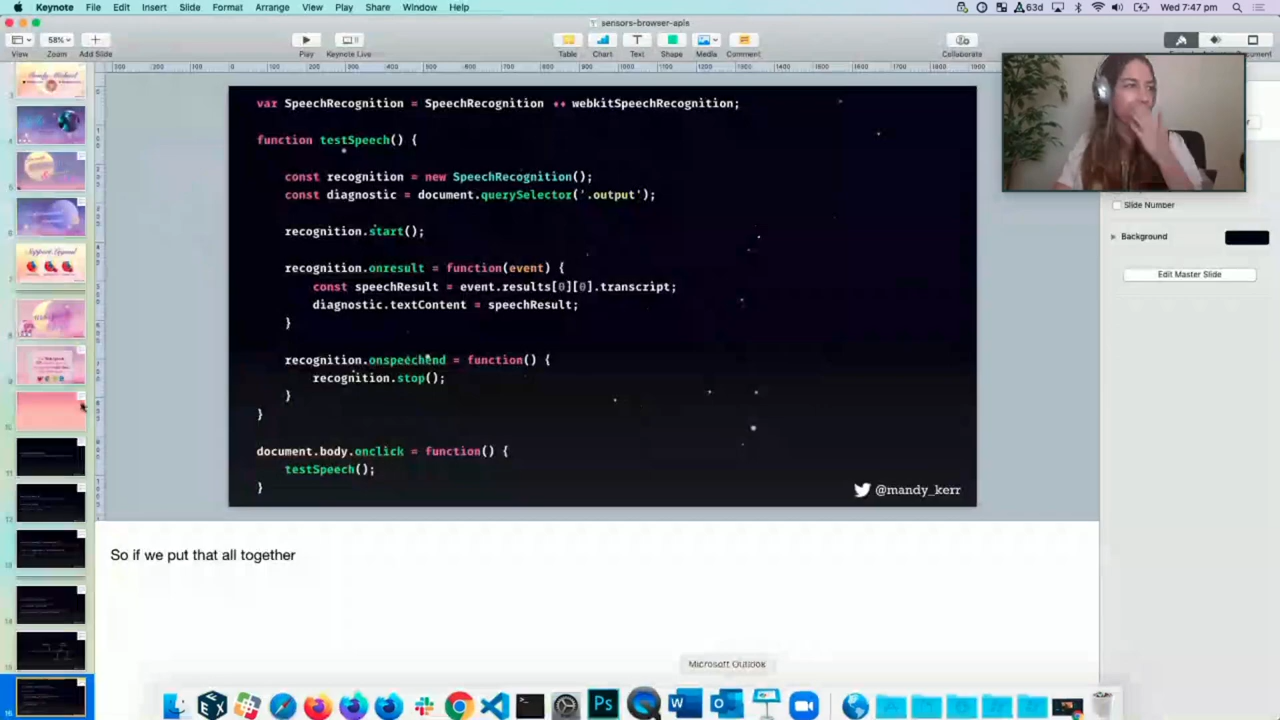 Keynote File Edit Insert Slide Format Arrange View Play Share Window Help 63d Wed 7:47 pm
sensors-browser-apis
58%
View Zoom Add Slide Play Keynote Live Table Chart Text Shape Media Comment Collaborate
var SpeechRecognition = SpeechRecognition || webkitSpeechRecognition;
function testSpeech() {
const recognition = new SpeechRecognition();
const diagnostic = document.querySelector('.output');
recognition.start();
recognition.onresult = function(event) {
const speechResult = event.results[0][0].transcript;
diagnostic.textContent = speechResult;
}
recognition.onspeechend = function() {
recognition.stop();
}
}
document.body.onclick = function() {
testSpeech();
}
@mandy_kerr
Slide Number
Background
Edit Master Slide
So if we put that all together
Microsoft Outlook